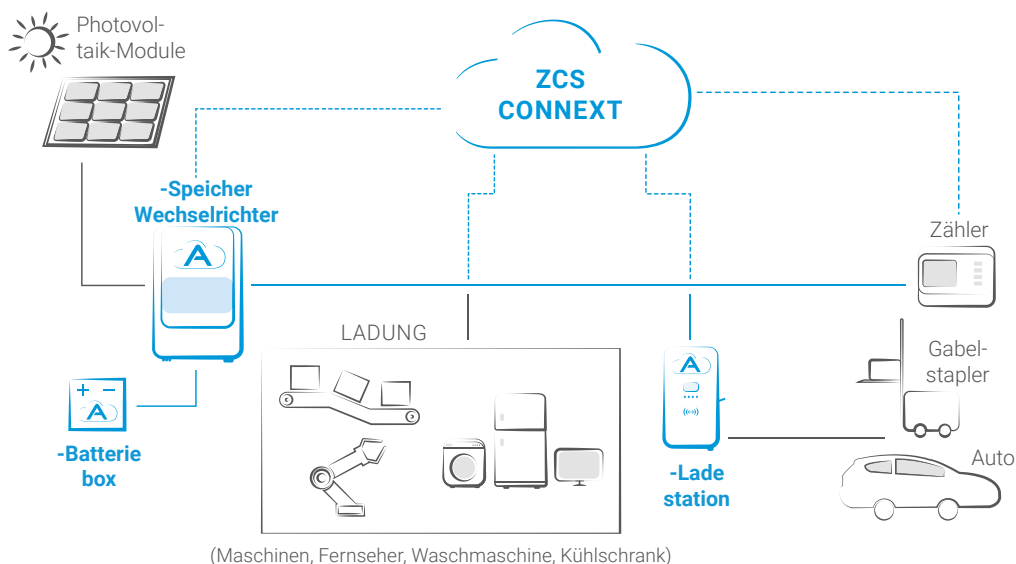 Photovol-
taik-Module
ZCS
CONNEXT
-Speicher
Wechselrichter
Zähler
LADUNG
Gabel-
stapler
-Batterie
box
-Lade
station
Auto
(Maschinen, Fernseher, Waschmaschine, Kühlschrank)